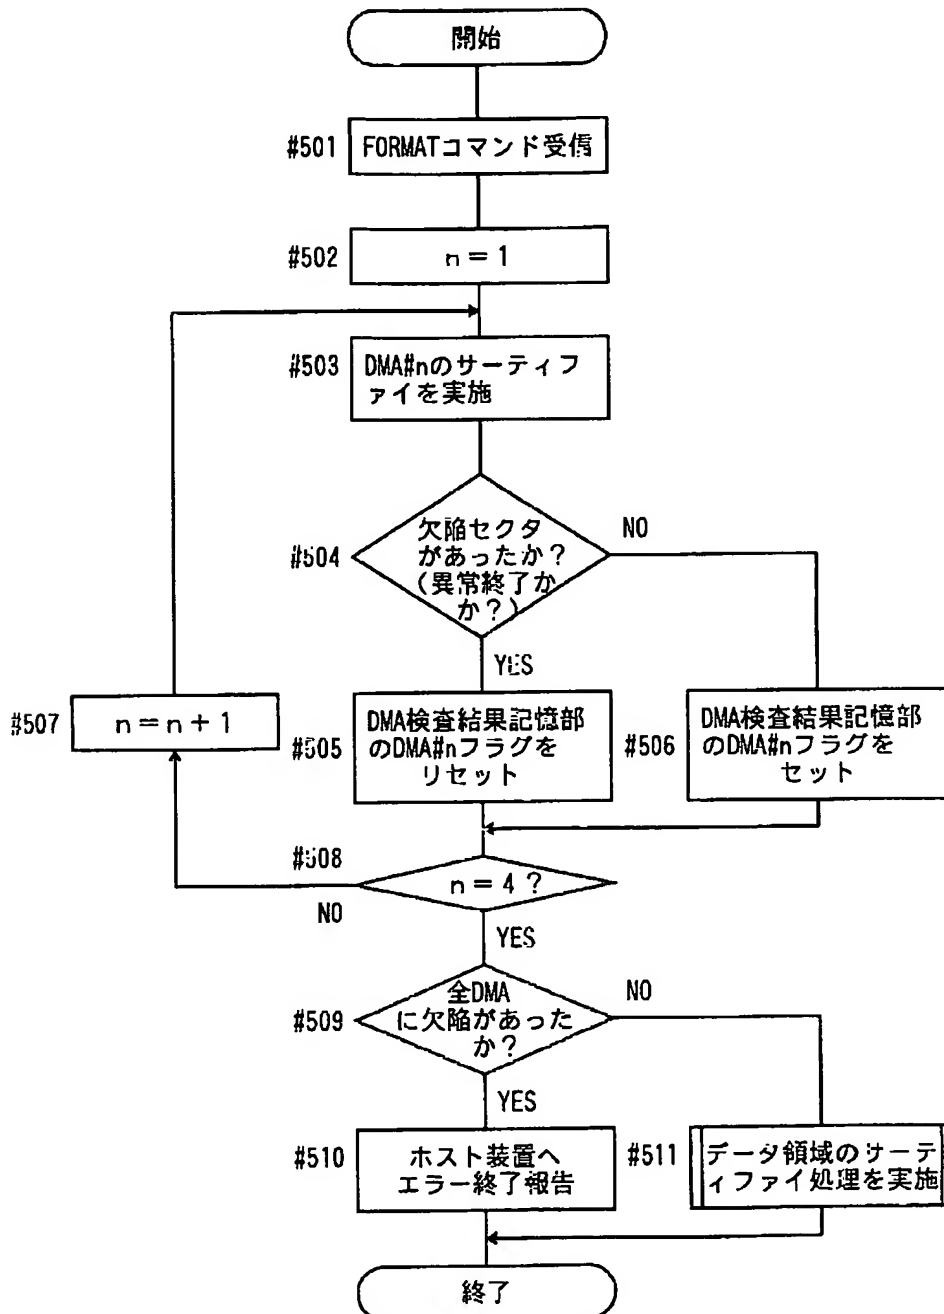 開始
#501
FORMATコマンド受信
#502
n=1
#503
DMA#nのサーティフ
ァイを実施
#504
欠陥セクタ
があったか?
(異常終了か
か?)
NO
YES
#507
n=n+1
#505
DMA検査結果記憶部
のDMA#nフラグを
リセット
#506
DMA検査結果記憶部
のDMA#nフラグを
セット
#508
n=4?
NO
YES
#509
全DMA
に欠陥があった
か?
NO
YES
#510
ホスト装置へ
エラー終了報告
#511
データ領域のサーテ
ィファイ処理を実施
終了